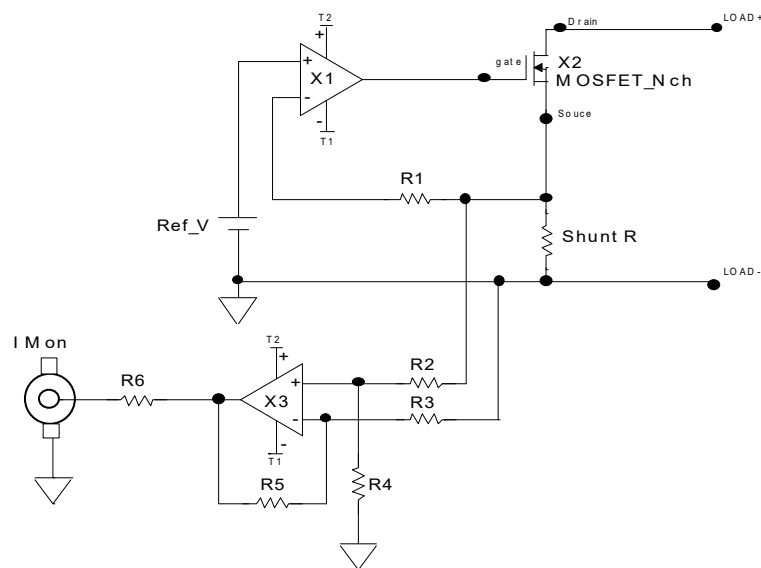 T2
Drain
LOAD+
+
+
gate
X2
X1
MOSFET_Nch
-
-
Souce
T1
R1
Ref_V
Shunt R
LOAD-
I Mon
T2
+
R2
R6
+
X3
R3
-
-
T1
R5
R4